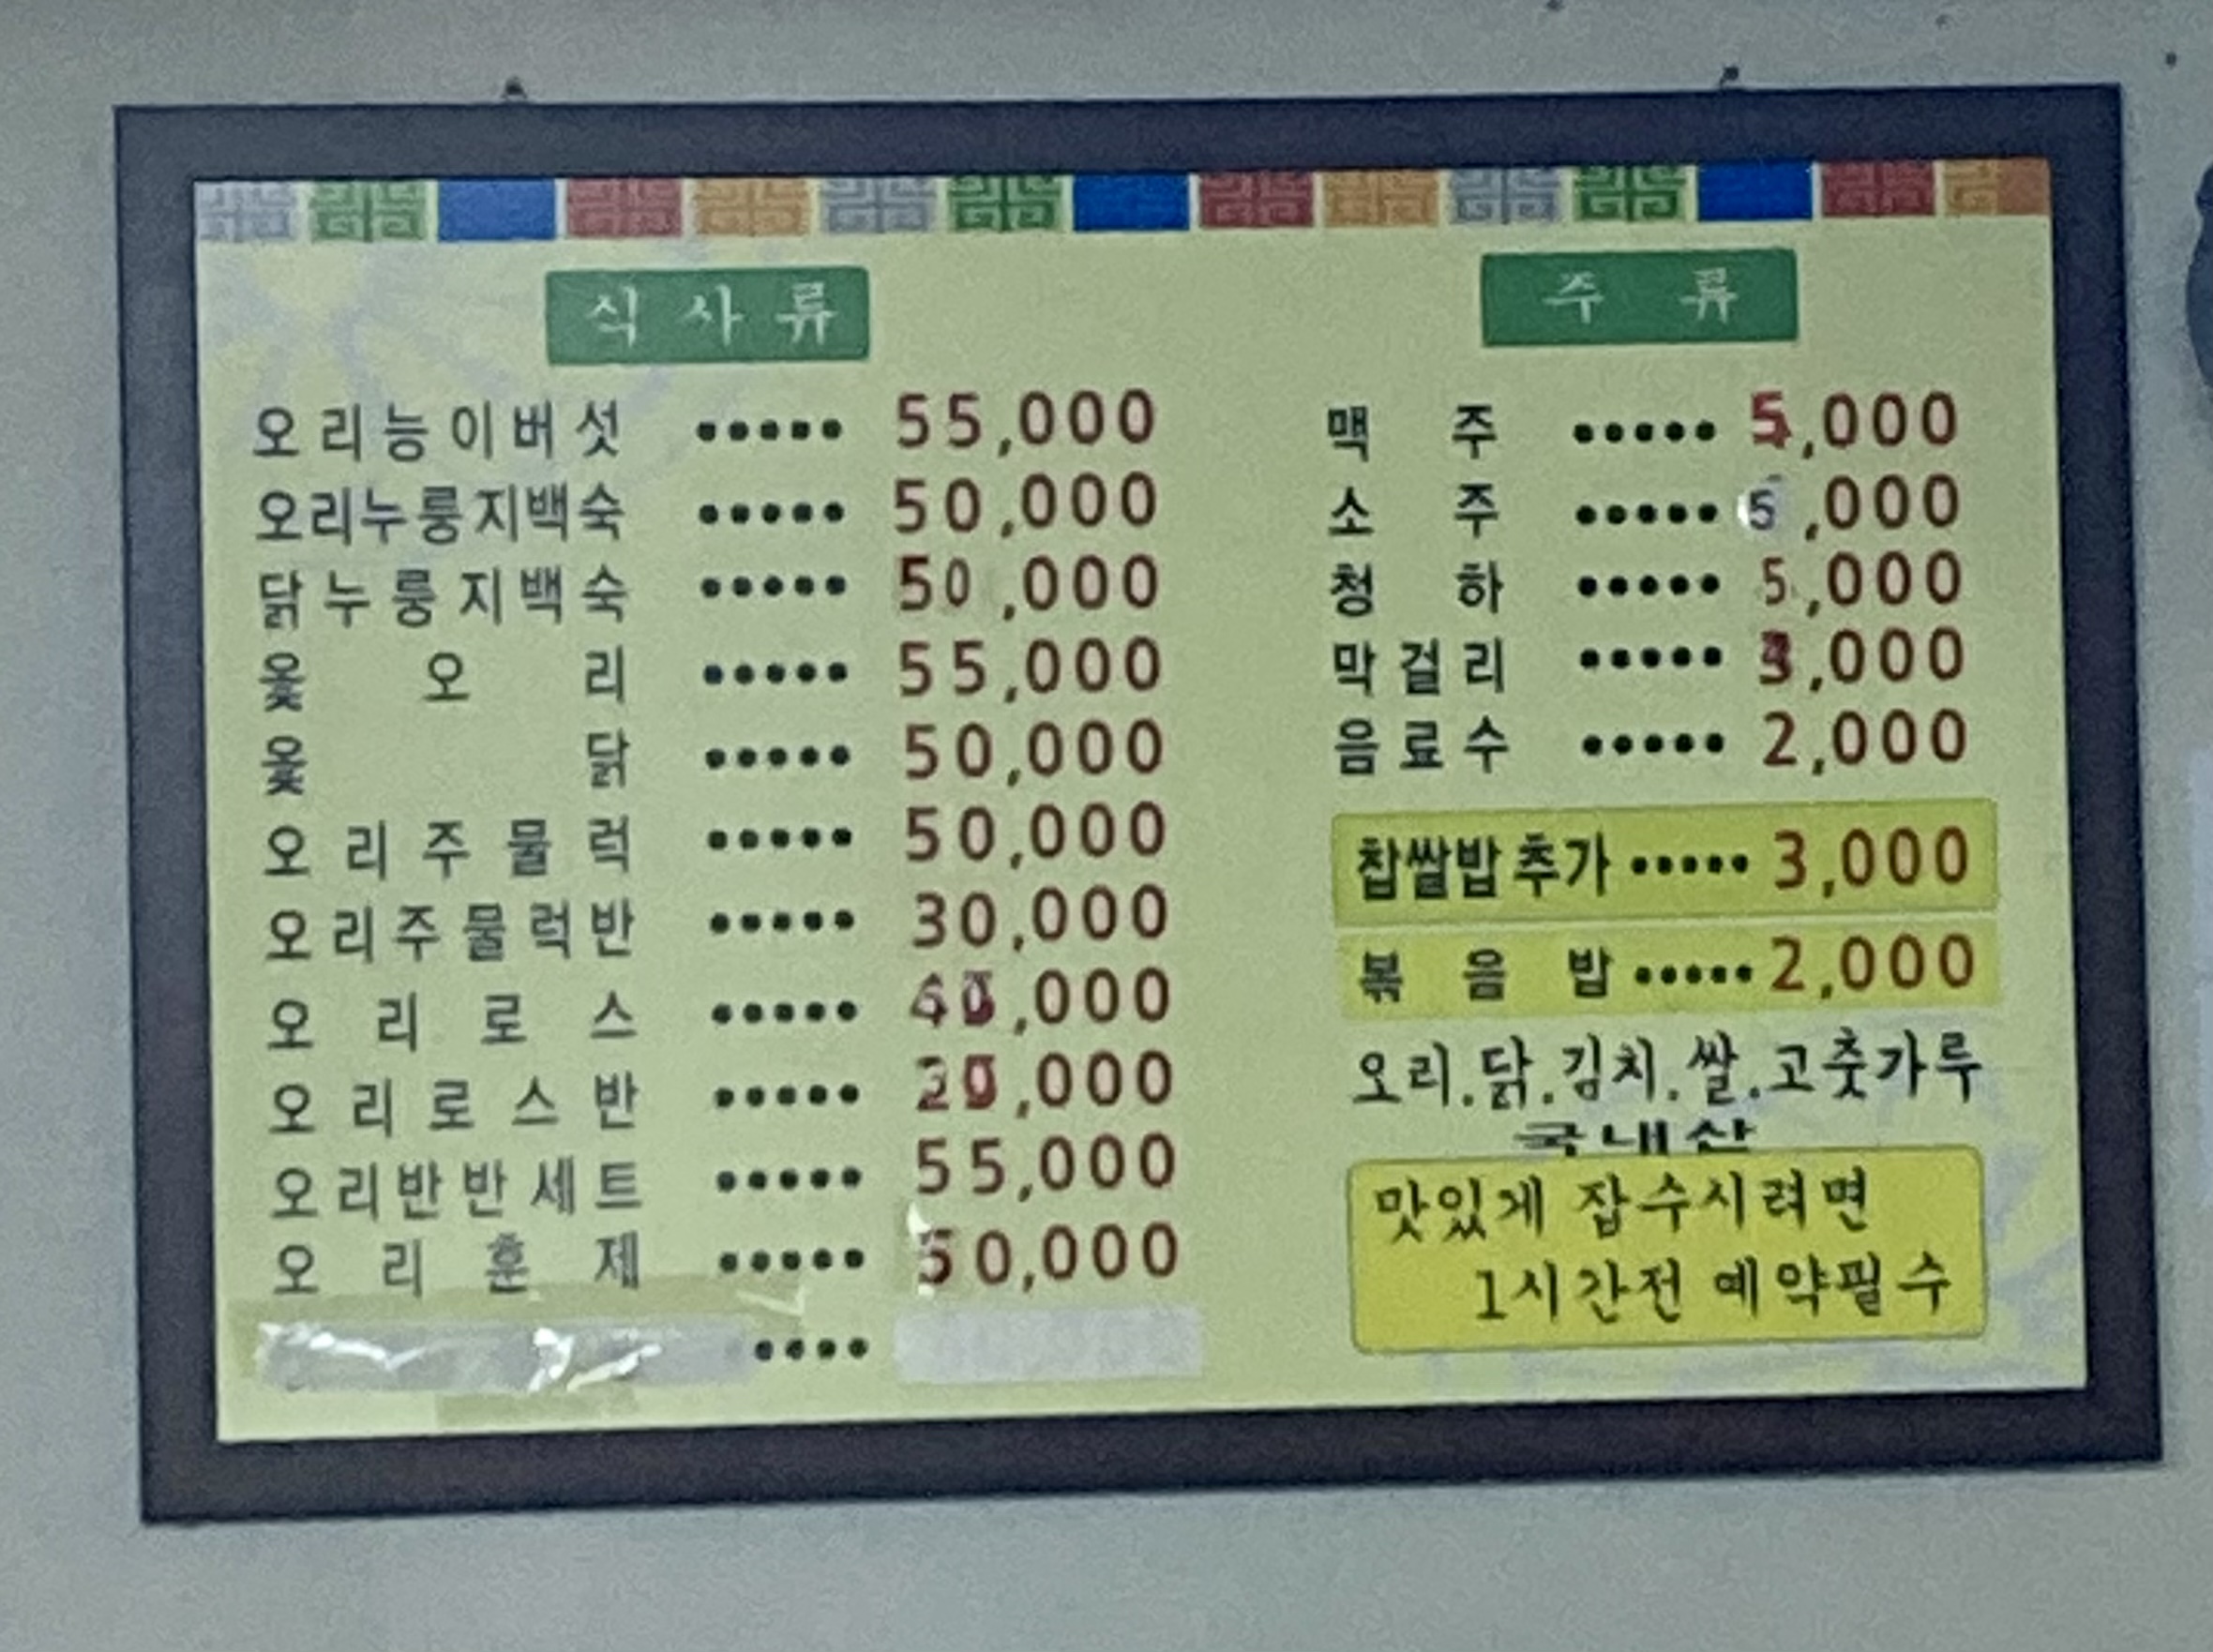 식사류
오리능이버섯 ••••• 55,000
오리누룽지백숙 ••••• 50,000
닭누룽지백숙 ••••• 50,000
옻오리 ••••• 55,000
옻닭 ••••• 50,000
오리주물럭 ••••• 50,000
오리주물럭반 ••••• 30,000
오리로스 •••••
오리로스반 •••••
오리반반세트 ••••• 55,000
오리훈제 ••••• 50,000
••••
주류
맥주 ••••• 5,000
소주 ••••• 5,000
청하 ••••• 5,000
막걸리 •••••
음료수 ••••• 2,000
찹쌀밥추가 ••••• 3,000
볶음밥 ••••• 2,000
오리.닭.김치.쌀.고춧가루
국내산
맛있게 잡수시려면
1시간전 예약필수